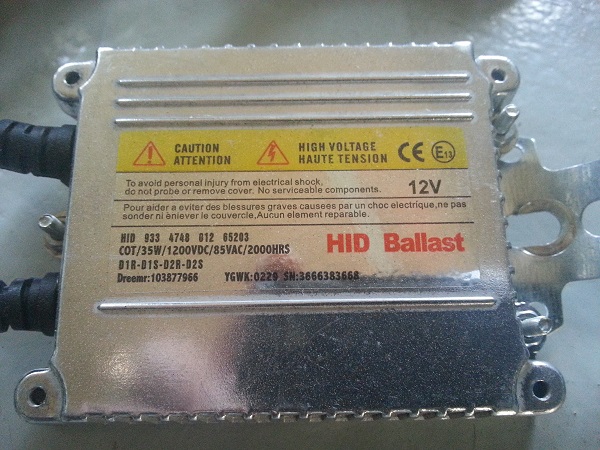 CAUTION
ATTENTION
HIGH VOLTAGE
HAUTE TENSION
CE E13
To avoid personal injury from electrical shock,
do not probe or remove cover. No serviceable components.
12V
Pour aider a eviter des blessures graves causees par un choc electrique,ne pas
sonder ni enlever le couvercle,Aucun element reparable.
HID 933 4748 012 65203
COT/35W/1200VDC/85VAC/2000HRS
D1R-D1S-D2R-D2S
HID Ballast
Dreemr:103877966 YGWK:0229 SN:3666383668